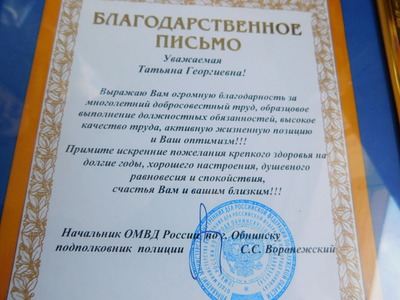 БЛАГОДАРСТВЕННОЕ
ПИСЬМО
Уважаемая
Татьяна Георгиевна!
Выражаю Вам огромную благодарность за
многолетний добросовестный труд, образцовое
выполнение должностных обязанностей, высокое
качество труда, активную жизненную позицию
и Ваш оптимизм!!!
Примите искренние пожелания крепкого здоровья на
долгие годы, хорошего настроения, душевного
равновесия и спокойствия,
счастья Вам и вашим близким!!!
Начальник ОМВД России по г. Обнинску
подполковник полиции С.С. Воропежский